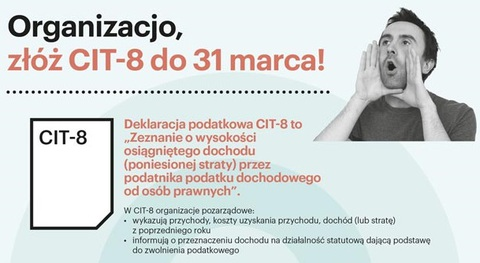 Organizacjo,
złóż CIT-8 do 31 marca!
CIT-8
Deklaracja podatkowa CIT-8 to
„Zeznanie o wysokości
osiągniętego dochodu
(poniesionej straty) przez
podatnika podatku dochodowego
od osób prawnych”.
W CIT-8 organizacje pozarządowe:
• wykazują przychody, koszty uzyskania przychodu, dochód (lub stratę)
z poprzedniego roku
• informują o przeznaczeniu dochodu na działalność statutową dającą podstawę
do zwolnienia podatkowego